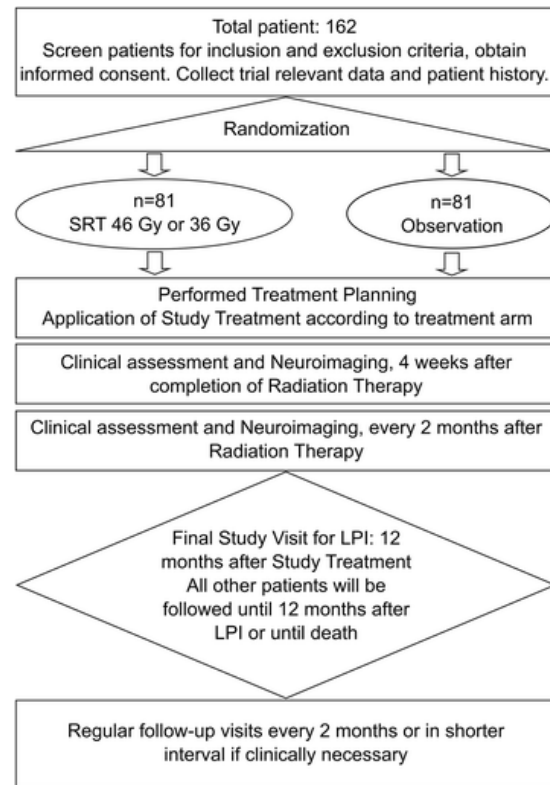 Total patient: 162
Screen patients for inclusion and exclusion criteria, obtain
informed consent. Collect trial relevant data and patient history.
Randomization
n=81
SRT 46 Gy or 36 Gy
n=81
Observation
Performed Treatment Planning
Application of Study Treatment according to treatment arm
Clinical assessment and Neuroimaging, 4 weeks after
completion of Radiation Therapy
Clinical assessment and Neuroimaging, every 2 months after
Radiation Therapy
Final Study Visit for LPI: 12
months after Study Treatment
All other patients will be
followed until 12 months after
LPI or until death
Regular follow-up visits every 2 months or in shorter
interval if clinically necessary